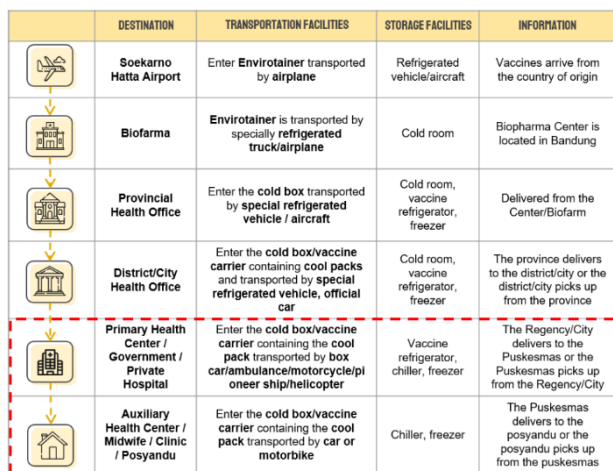 DESTINATION
TRANSPORTATION FACILITIES
STORAGE FACILITIES
INFORMATION
Soekarno
Hatta Airport
Enter Envirotainer transported
by airplane
Refrigerated
vehicle/aircraft
Vaccines arrive from
the country of origin
Biofarma
Envirotainer is transported by
specially refrigerated
truck/airplane
Cold room
Biopharma Center is
located in Bandung
Provincial
Health Office
Enter the cold box transported
by special refrigerated
vehicle / aircraft
Cold room,
vaccine
refrigerator,
freezer
Delivered from the
Center/Biofarm
District/City
Health Office
Enter the cold box/vaccine
carrier containing cool packs
and transported by special
refrigerated vehicle, official
car
Cold room,
vaccine
refrigerator,
freezer
The province delivers
to the district/city or the
district/city picks up
from the province
Primary Health
Center /
Government /
Private
Hospital
Enter the cold box/vaccine
carrier containing the cool
pack transported by box
car/ambulance/motorcycle/pi
oneer ship/helicopter
Vaccine
refrigerator,
chiller, freezer
The Regency/City
delivers to the
Puskesmas or the
Puskesmas picks up
from the Regency/City
Auxiliary
Health Center /
Midwife / Clinic
/ Posyandu
Enter the cold box/vaccine
carrier containing the cool
pack transported by car or
motorbike
Chiller, freezer
The Puskesmas
delivers to the
posyandu or the
posyandu picks up
from the puskesmas